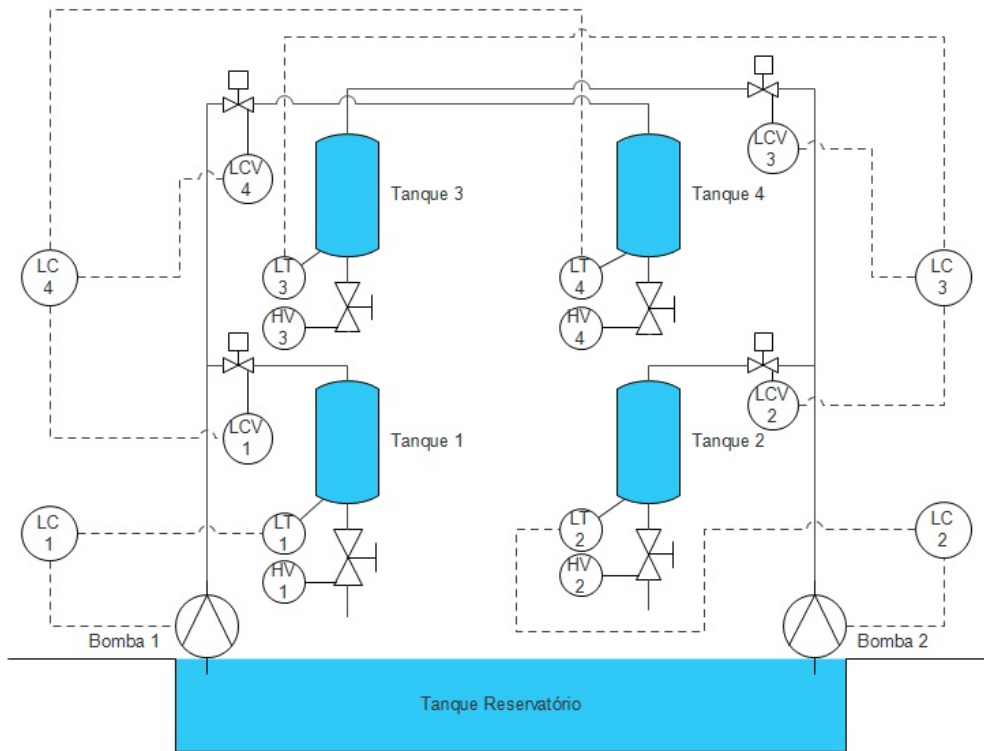 LCV
4
LCV
3
Tanque 3
Tanque 4
LC
4
LT
3
LT
4
LC
3
HV
3
HV
4
LCV
1
LCV
2
Tanque 1
Tanque 2
LC
1
LT
1
LT
2
LC
2
HV
1
HV
2
Bomba 1
Bomba 2
Tanque Reservatório